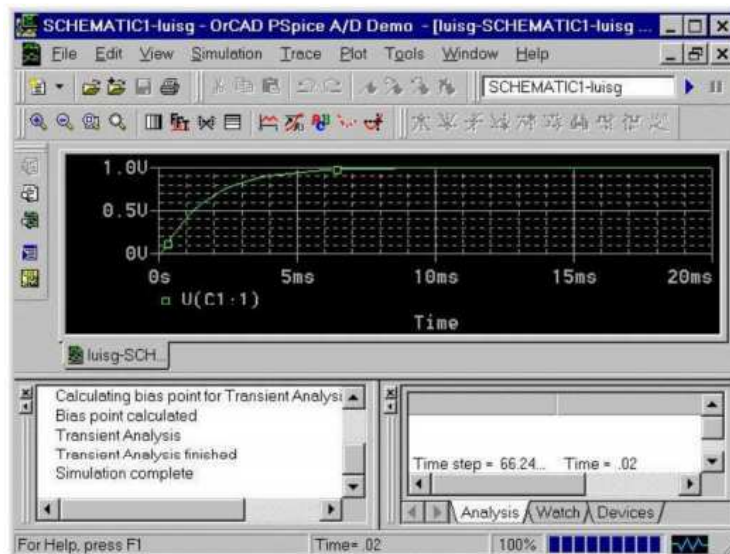 SCHEMATIC1-luisg - OrCAD PSpice A/D Demo - [luisg-SCHEMATIC1-luisg ...
File Edit View Simulation Trace Plot Tools Window Help
SCHEMATIC1-luisg
1.0V
0.5V
0V
0s 5ms 10ms 15ms 20ms
V(C1:1)
Time
luisg-SCH...
Calculating bias point for Transient Analysi
Bias point calculated
Transient Analysis
Transient Analysis finished
Simulation complete
Time step = 66.24... Time = .02
Analysis Watch Devices
For Help, press F1 Time= .02 100%